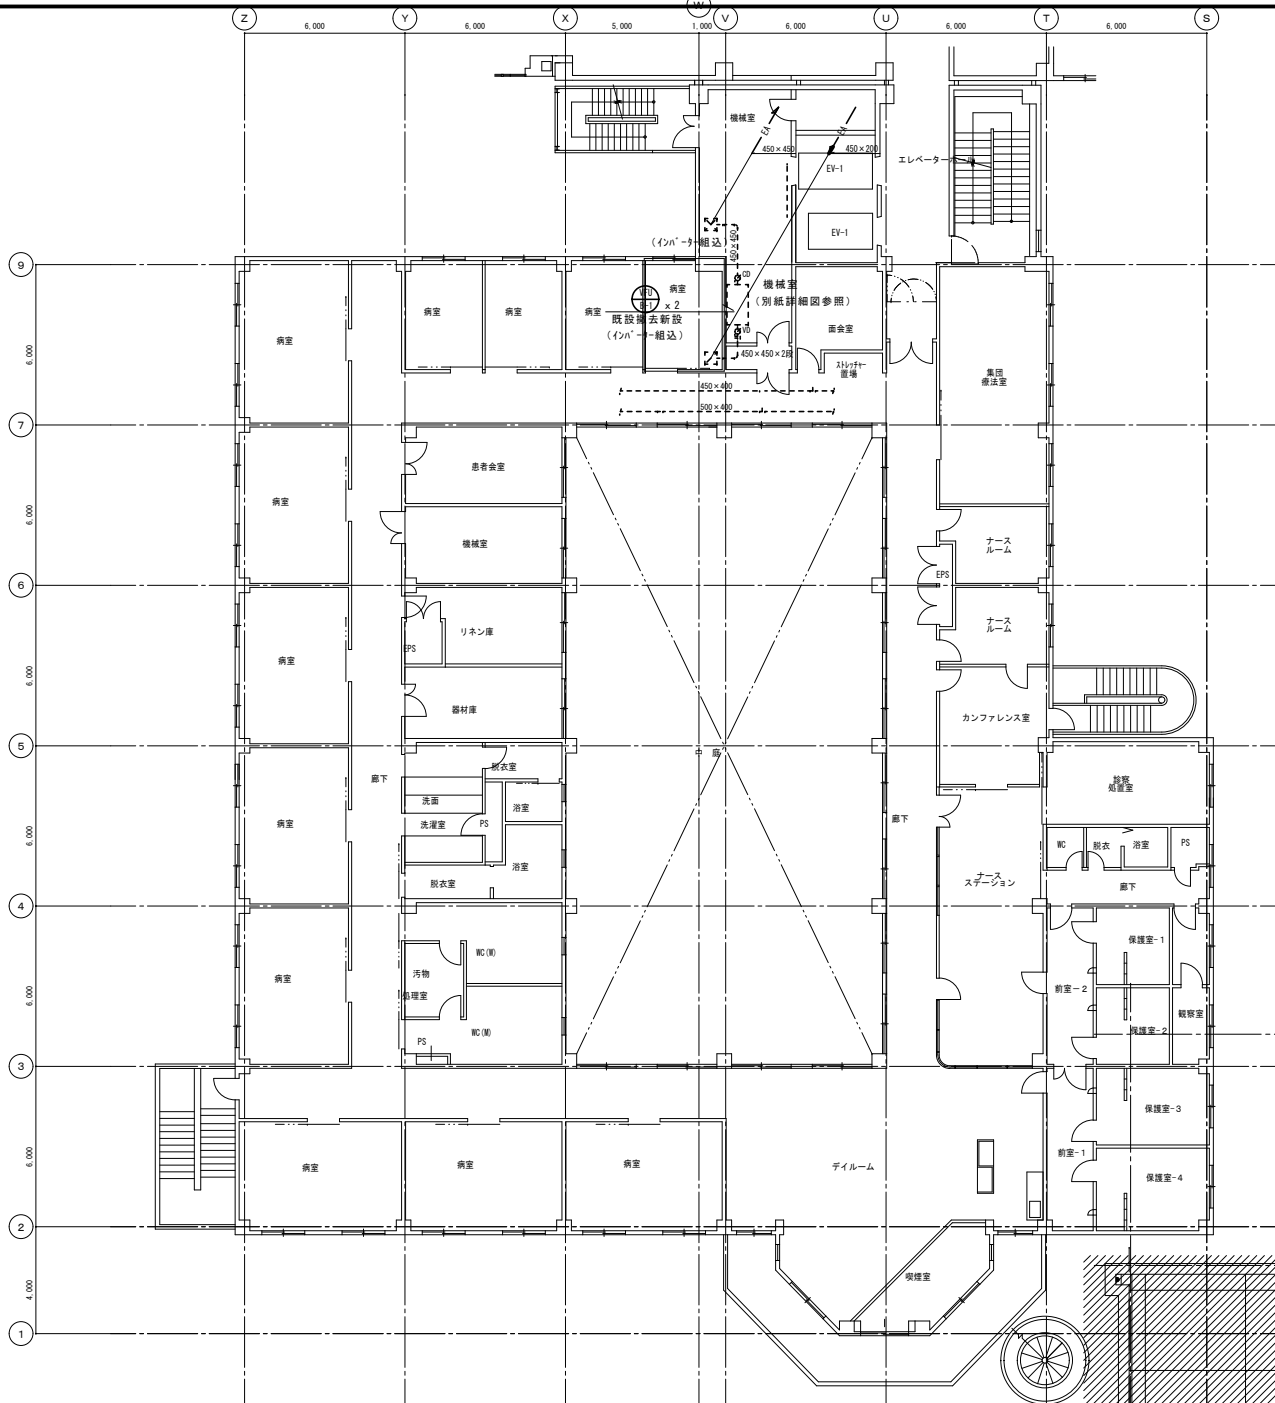 Z
Y
X
W
V
U
T
S
6,000
6,000
5,000
1,000
6,000
6,000
6,000
機械室
EA
EA
450×450
450×200
エレベーターホール
EV-1
EV-1
(インバーター組込)
450×450
9
CD
機械室
(別紙詳細図参照)
病室
病室
病室
病室
病室
B-1
×2
既設撤去新設
(インバーター組込)
VD
450×450×2段
面会室
ストレッチャー
置場
6,000
450×400
500×400
集団
療法室
7
患者会室
病室
6,000
機械室
ナース
ルーム
EPS
6
リネン庫
EPS
病室
6,000
ナース
ルーム
器材庫
カンファレンス室
5
中庭
脱衣室
廊下
洗面
浴室
洗濯室
PS
病室
6,000
浴室
脱衣室
廊下
診察
処置室
WC
脱衣
浴室
PS
ナース
ステーション
廊下
4
WC(M)
汚物
処理室
病室
6,000
WC(M)
PS
保護室-1
前室-2
観察室
保護室-2
3
保護室-3
6,000
病室
病室
病室
デイルーム
前室-1
保護室-4
2
4,000
喫煙室
1